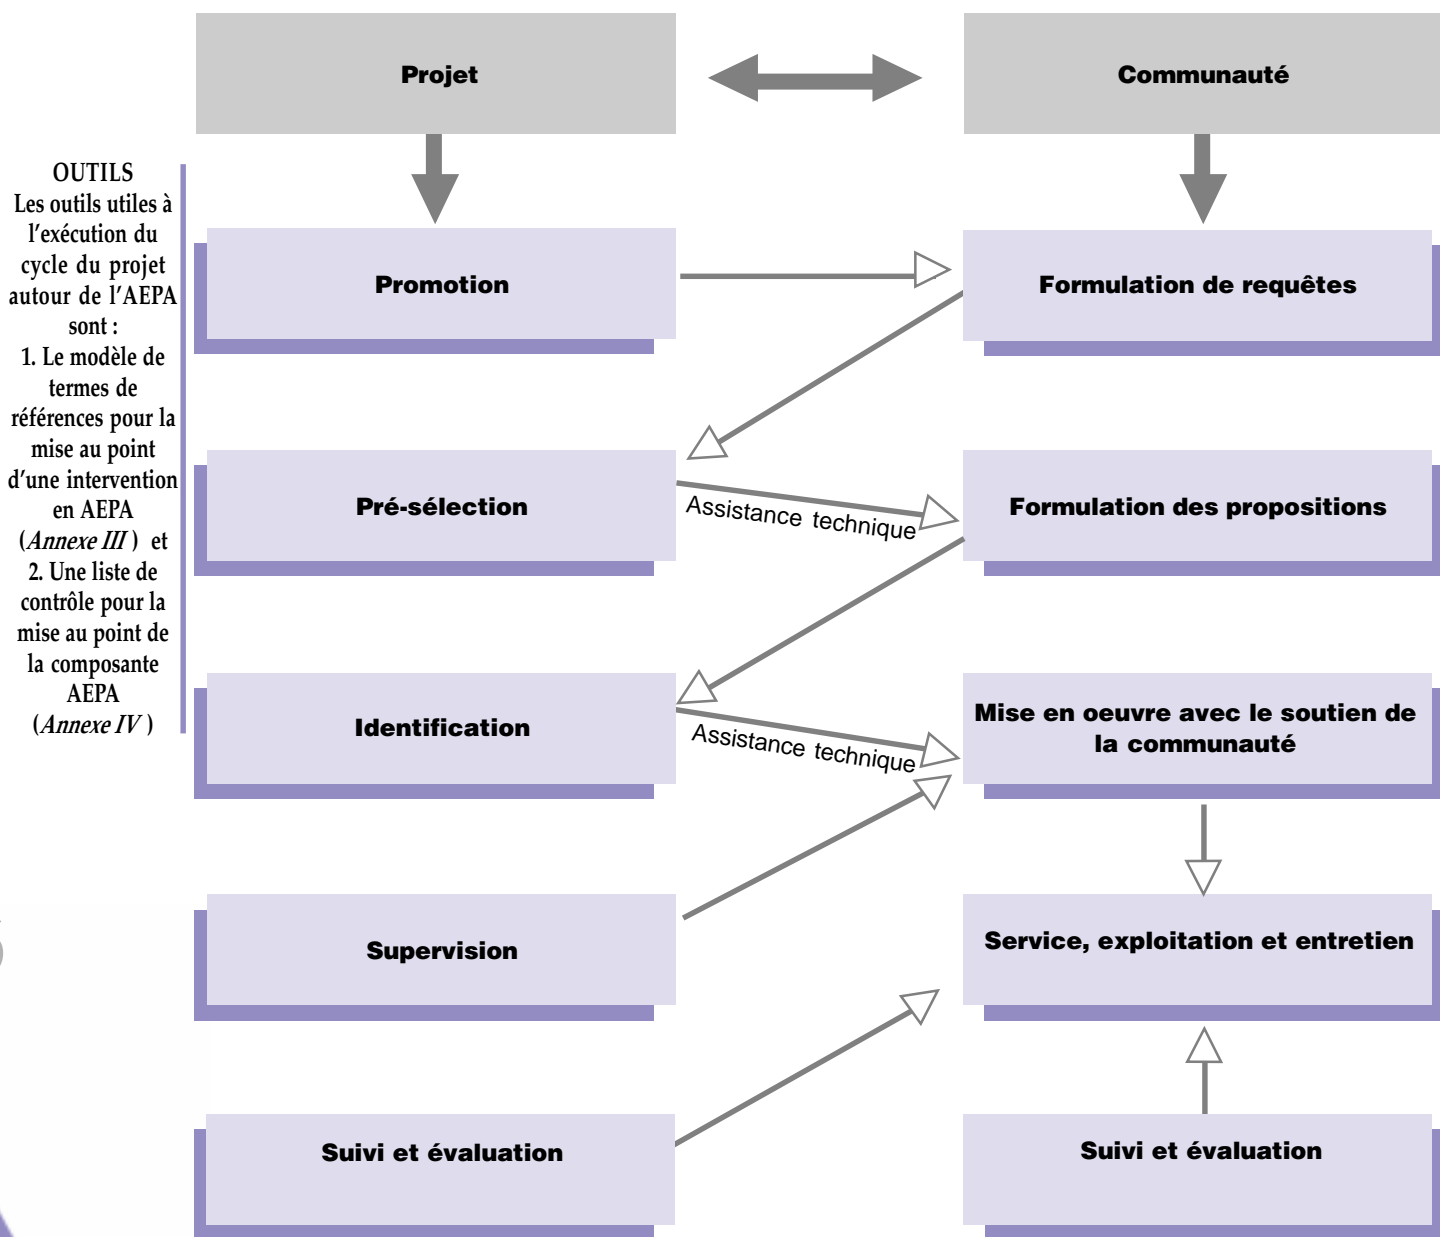 Projet
Communauté
OUTILS
Les outils utiles à
l'exécution du
cycle du projet
autour de l'AEPA
sont :
1. Le modèle de
termes de
références pour la
mise au point
d'une intervention
en AEPA
(Annexe III ) et
2. Une liste de
contrôle pour la
mise au point de
la composante
AEPA
(Annexe IV )
Promotion
Formulation de requêtes
Pré-sélection
Assistance technique
Formulation des propositions
Identification
Assistance technique
Mise en oeuvre avec le soutien de
la communauté
Supervision
Service, exploitation et entretien
Suivi et évaluation
Suivi et évaluation